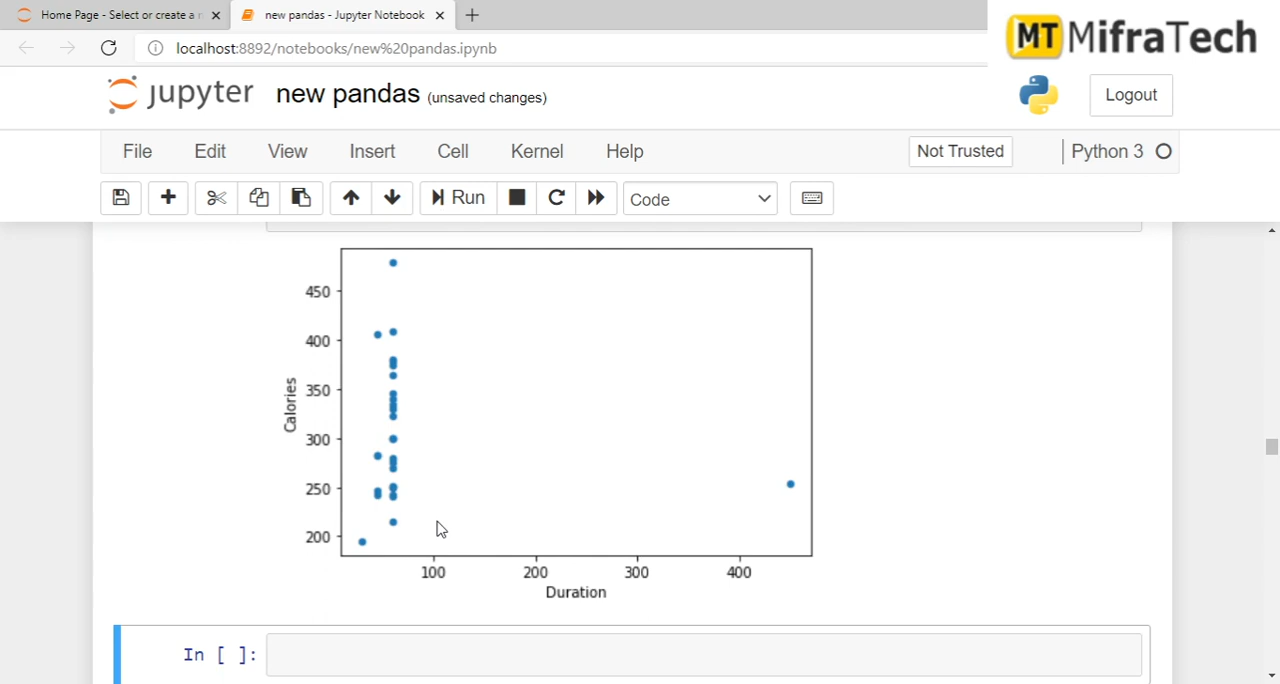 Home Page - Select or create a n
new pandas - Jupyter Notebook
localhost:8892/notebooks/new%20pandas.ipynb
MT MifraTech
jupyter new pandas (unsaved changes)
Logout
File Edit View Insert Cell Kernel Help
Not Trusted
Python 3
Run
Code
450
400
350
300
250
200
Calories
100 200 300 400
Duration
In [ ]: